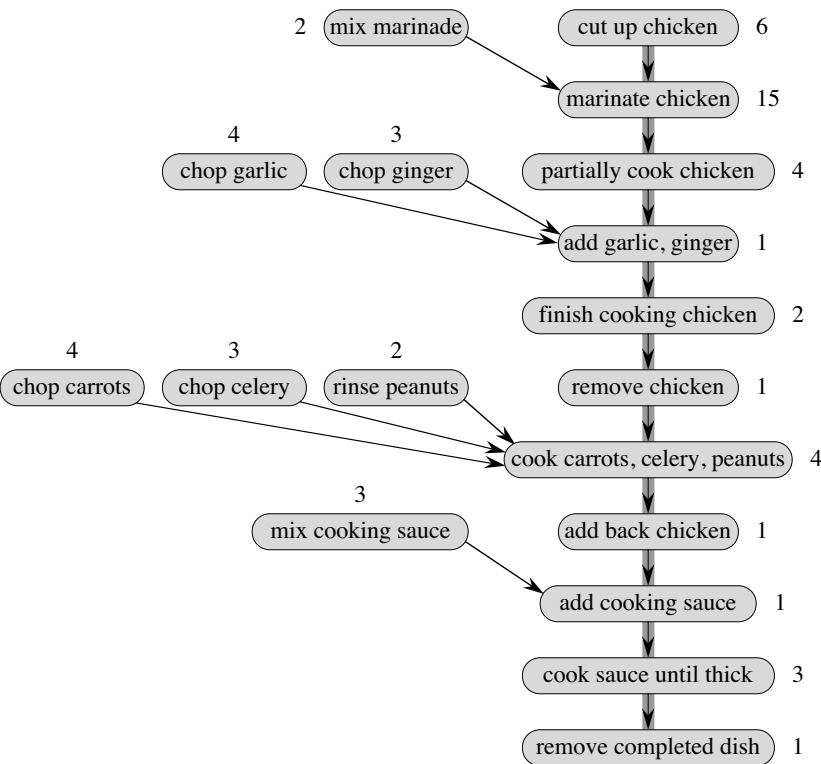 2 mix marinade cut up chicken 6
marinate chicken 15
4 3
chop garlic chop ginger partially cook chicken 4
add garlic, ginger 1
finish cooking chicken 2
4 3 2
chop carrots chop celery rinse peanuts remove chicken 1
cook carrots, celery, peanuts 4
3
mix cooking sauce add back chicken 1
add cooking sauce 1
cook sauce until thick 3
remove completed dish 1